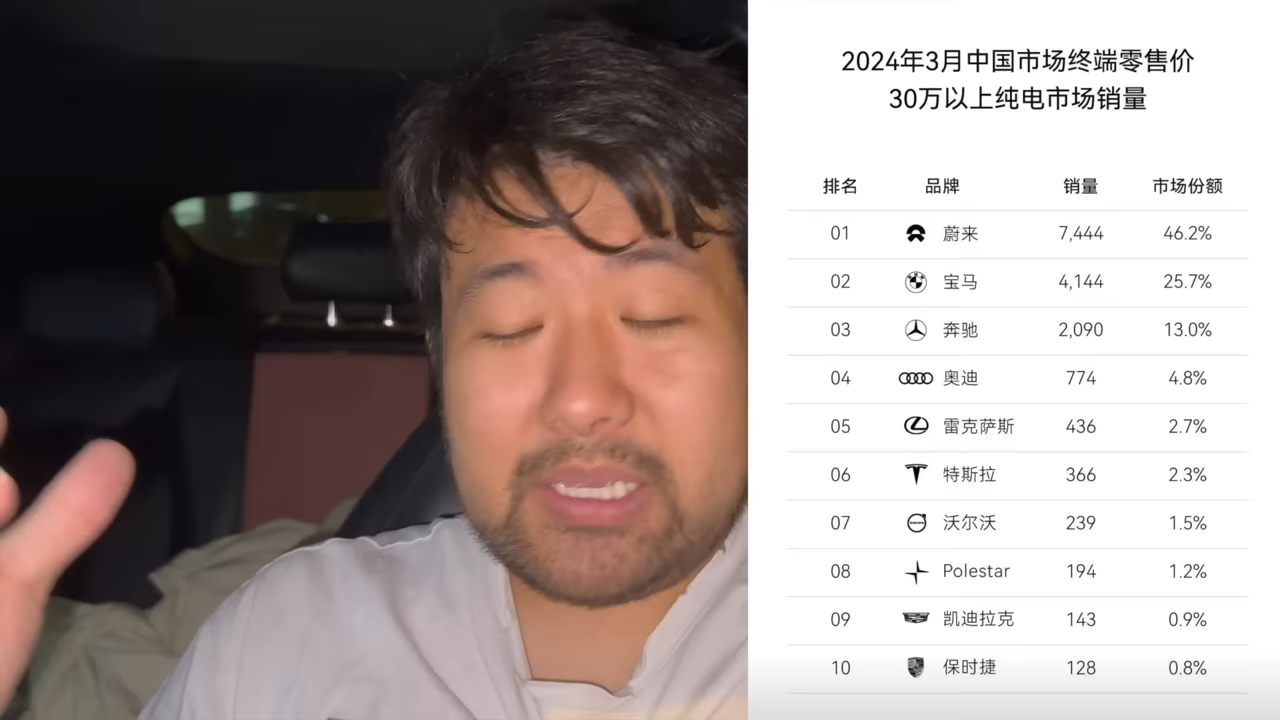 2024年3月中国市场终端零售价
30万以上纯电市场销量
排名 品牌 销量 市场份额
01 蔚来 7,444 46.2%
02 宝马 4,144 25.7%
03 奔驰 2,090 13.0%
04 奥迪 774 4.8%
05 雷克萨斯 436 2.7%
06 特斯拉 366 2.3%
07 沃尔沃 239 1.5%
08 Polestar 194 1.2%
09 凯迪拉克 143 0.9%
10 保时捷 128 0.8%